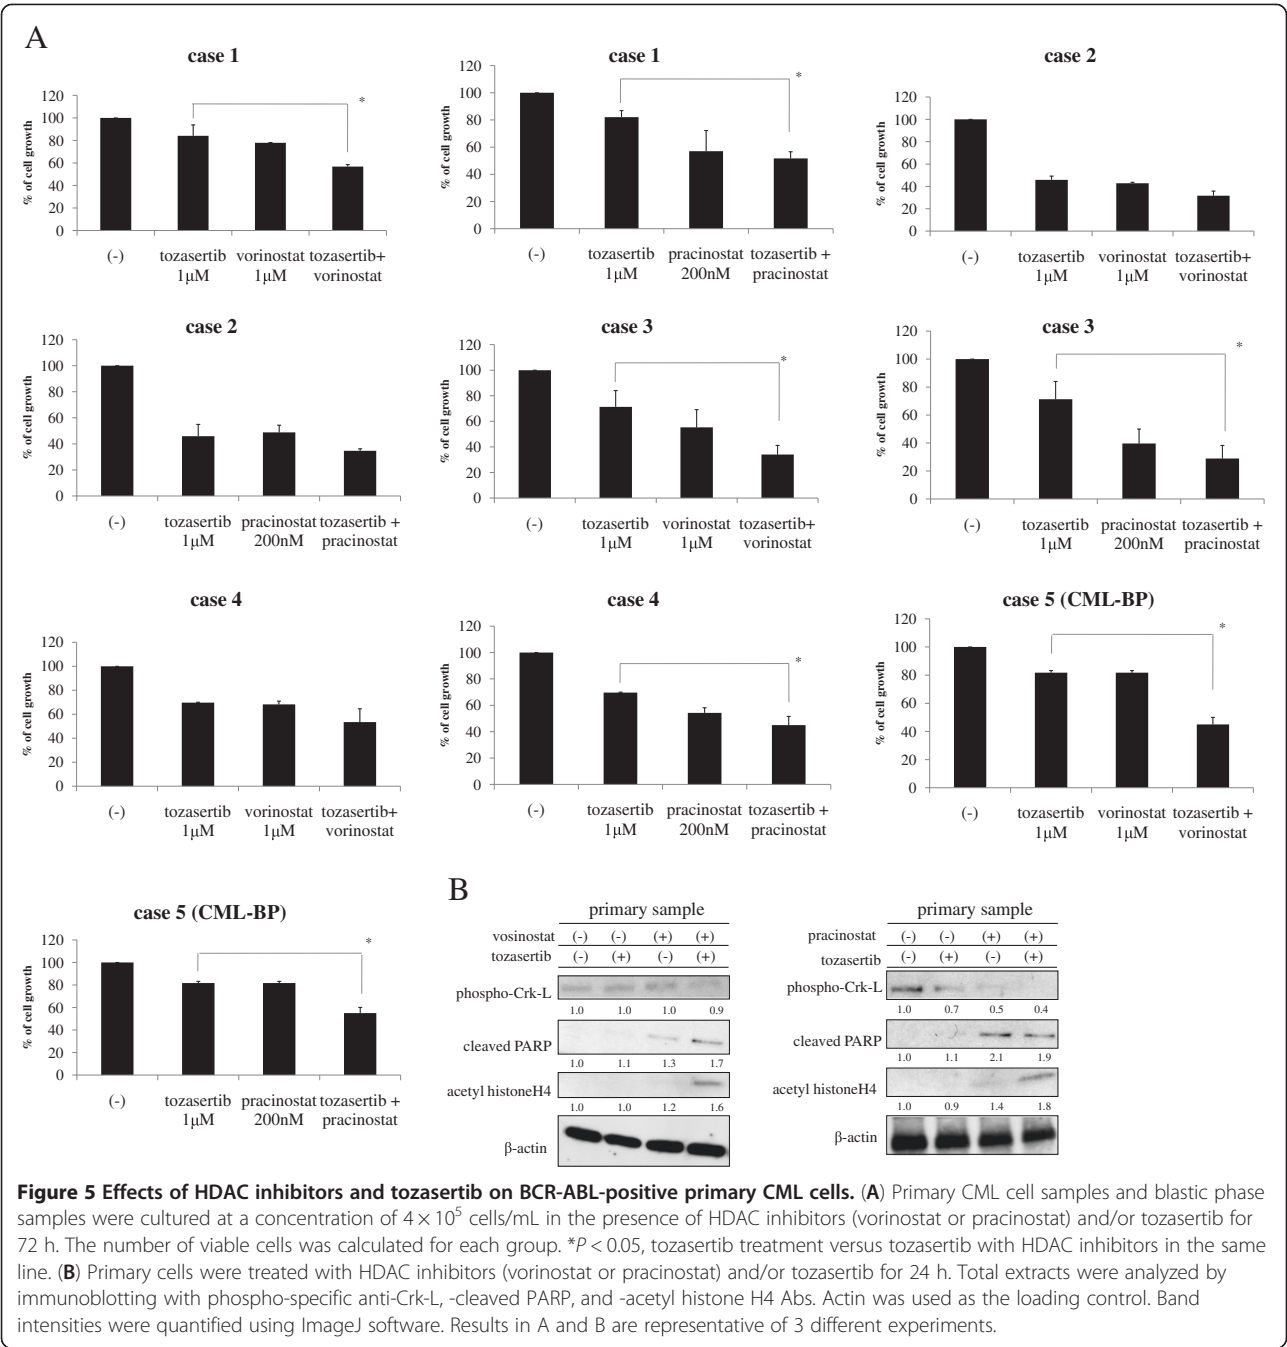 A
case 1
% of cell growth
120
100
80
60
40
20
0
(-)
tozasertib 1μM
vorinostat 1μM
tozasertib+ vorinostat
*
case 1
% of cell growth
120
100
80
60
40
20
0
(-)
tozasertib 1μM
pracinostat 200nM
tozasertib + pracinostat
*
case 2
% of cell growth
120
100
80
60
40
20
0
(-)
tozasertib 1μM
vorinostat 1μM
tozasertib+ vorinostat
case 2
% of cell growth
120
100
80
60
40
20
0
(-)
tozasertib 1μM
pracinostat 200nM
tozasertib + pracinostat
case 3
% of cell growth
120
100
80
60
40
20
0
(-)
tozasertib 1μM
vorinostat 1μM
tozasertib+ vorinostat
*
case 3
% of cell growth
120
100
80
60
40
20
0
(-)
tozasertib 1μM
pracinostat 200nM
tozasertib + pracinostat
*
case 4
% of cell growth
120
100
80
60
40
20
0
(-)
tozasertib 1μM
vorinostat 1μM
tozasertib+ vorinostat
case 4
% of cell growth
120
100
80
60
40
20
0
(-)
tozasertib 1μM
pracinostat 200nM
tozasertib + pracinostat
*
case 5 (CML-BP)
% of cell growth
120
100
80
60
40
20
0
(-)
tozasertib 1μM
vorinostat 1μM
tozasertib + vorinostat
*
case 5 (CML-BP)
% of cell growth
120
100
80
60
40
20
0
(-)
tozasertib 1μM
pracinostat 200nM
tozasertib + pracinostat
*
B
primary sample
vosinostat (-) (-) (+) (+)
tozasertib (-) (+) (-) (+)
phospho-Crk-L
1.0 1.0 1.0 0.9
cleaved PARP
1.0 1.1 1.3 1.7
acetyl histoneH4
1.0 1.0 1.2 1.6
β-actin
primary sample
pracinostat (-) (-) (+) (+)
tozasertib (-) (+) (-) (+)
phospho-Crk-L
1.0 0.7 0.5 0.4
cleaved PARP
1.0 1.1 2.1 1.9
acetyl histoneH4
1.0 0.9 1.4 1.8
β-actin
Figure 5 Effects of HDAC inhibitors and tozasertib on BCR-ABL-positive primary CML cells. (A) Primary CML cell samples and blastic phase
samples were cultured at a concentration of 4 × 10⁵ cells/mL in the presence of HDAC inhibitors (vorinostat or pracinostat) and/or tozasertib for
72 h. The number of viable cells was calculated for each group. *P < 0.05, tozasertib treatment versus tozasertib with HDAC inhibitors in the same
line. (B) Primary cells were treated with HDAC inhibitors (vorinostat or pracinostat) and/or tozasertib for 24 h. Total extracts were analyzed by
immunoblotting with phospho-specific anti-Crk-L, -cleaved PARP, and -acetyl histone H4 Abs. Actin was used as the loading control. Band
intensities were quantified using ImageJ software. Results in A and B are representative of 3 different experiments.